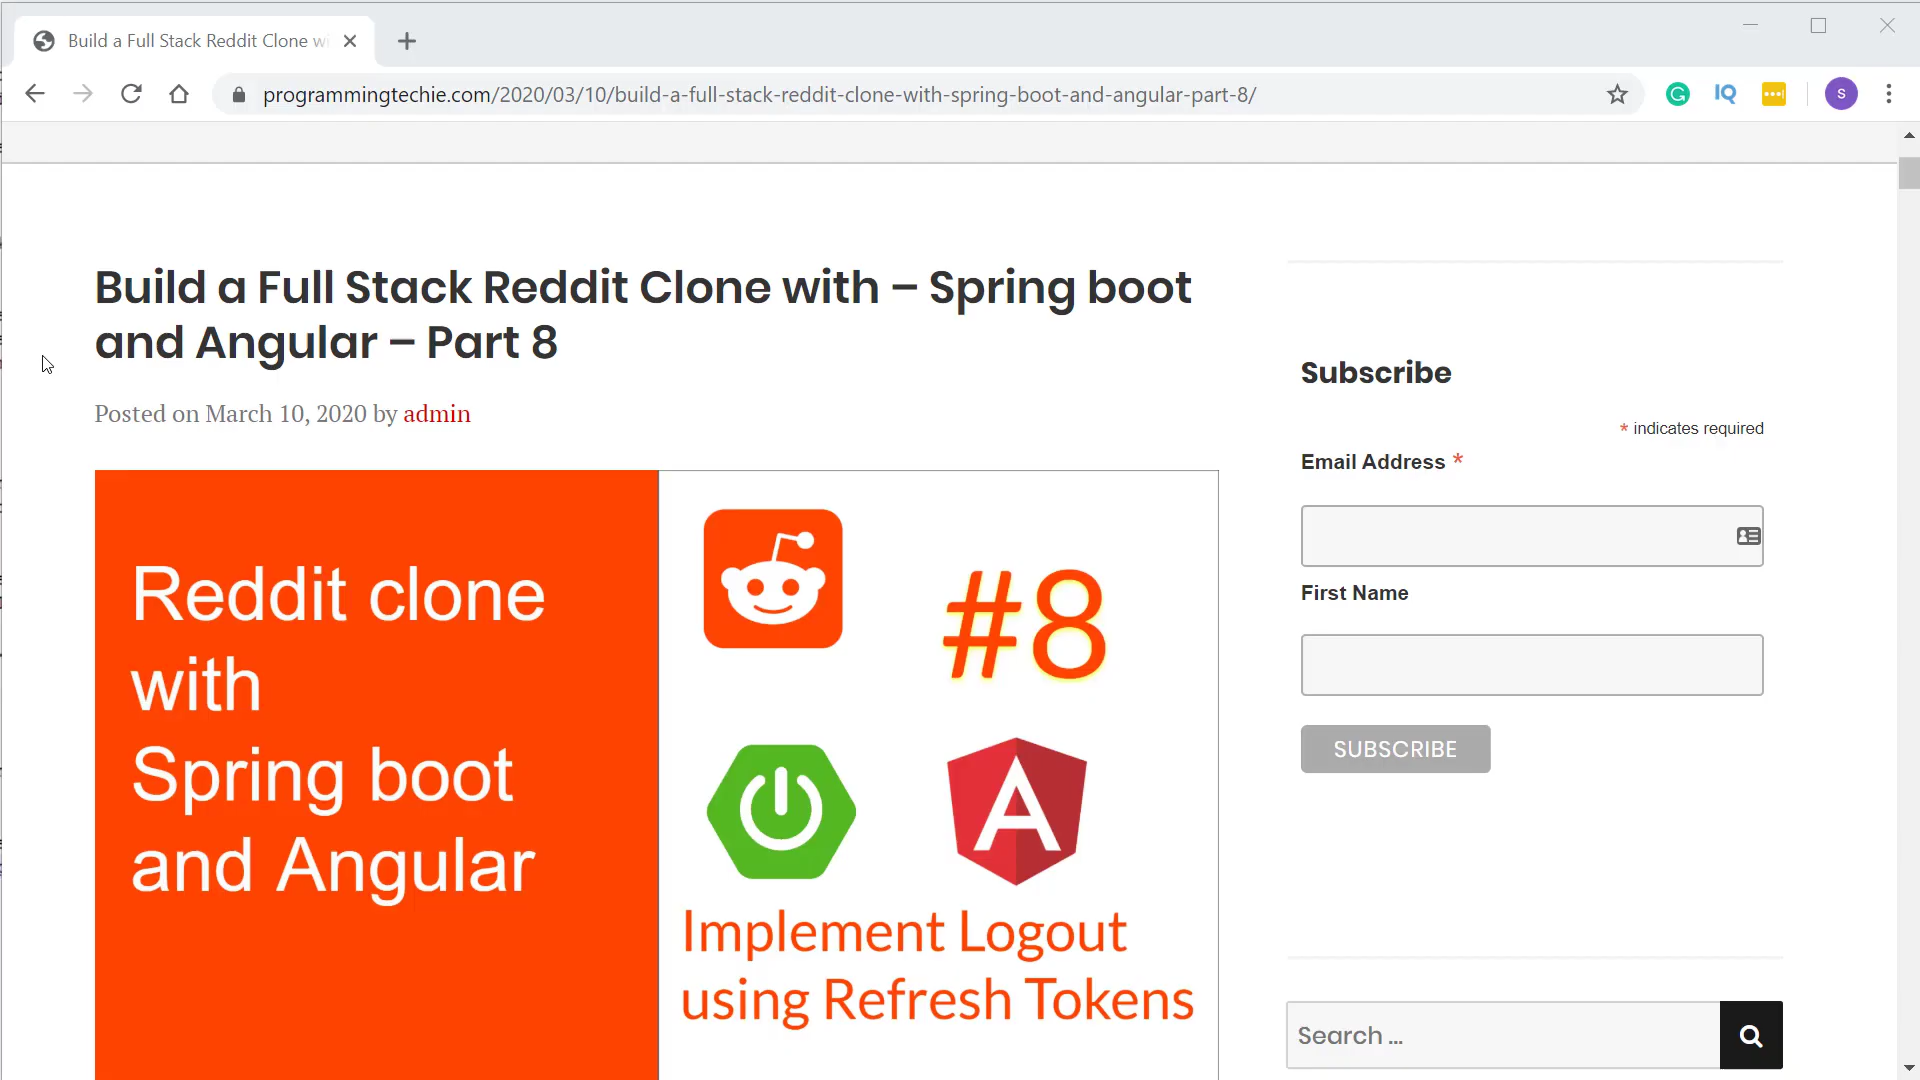 Build a Full Stack Reddit Clone wi
programmingtechie.com/2020/03/10/build-a-full-stack-reddit-clone-with-spring-boot-and-angular-part-8/
IQ
S
Build a Full Stack Reddit Clone with – Spring boot
and Angular – Part 8
Posted on March 10, 2020 by admin
Reddit clone
with
Spring boot
and Angular
#8
Implement Logout
using Refresh Tokens
Subscribe
* indicates required
Email Address *
First Name
SUBSCRIBE
Search ...